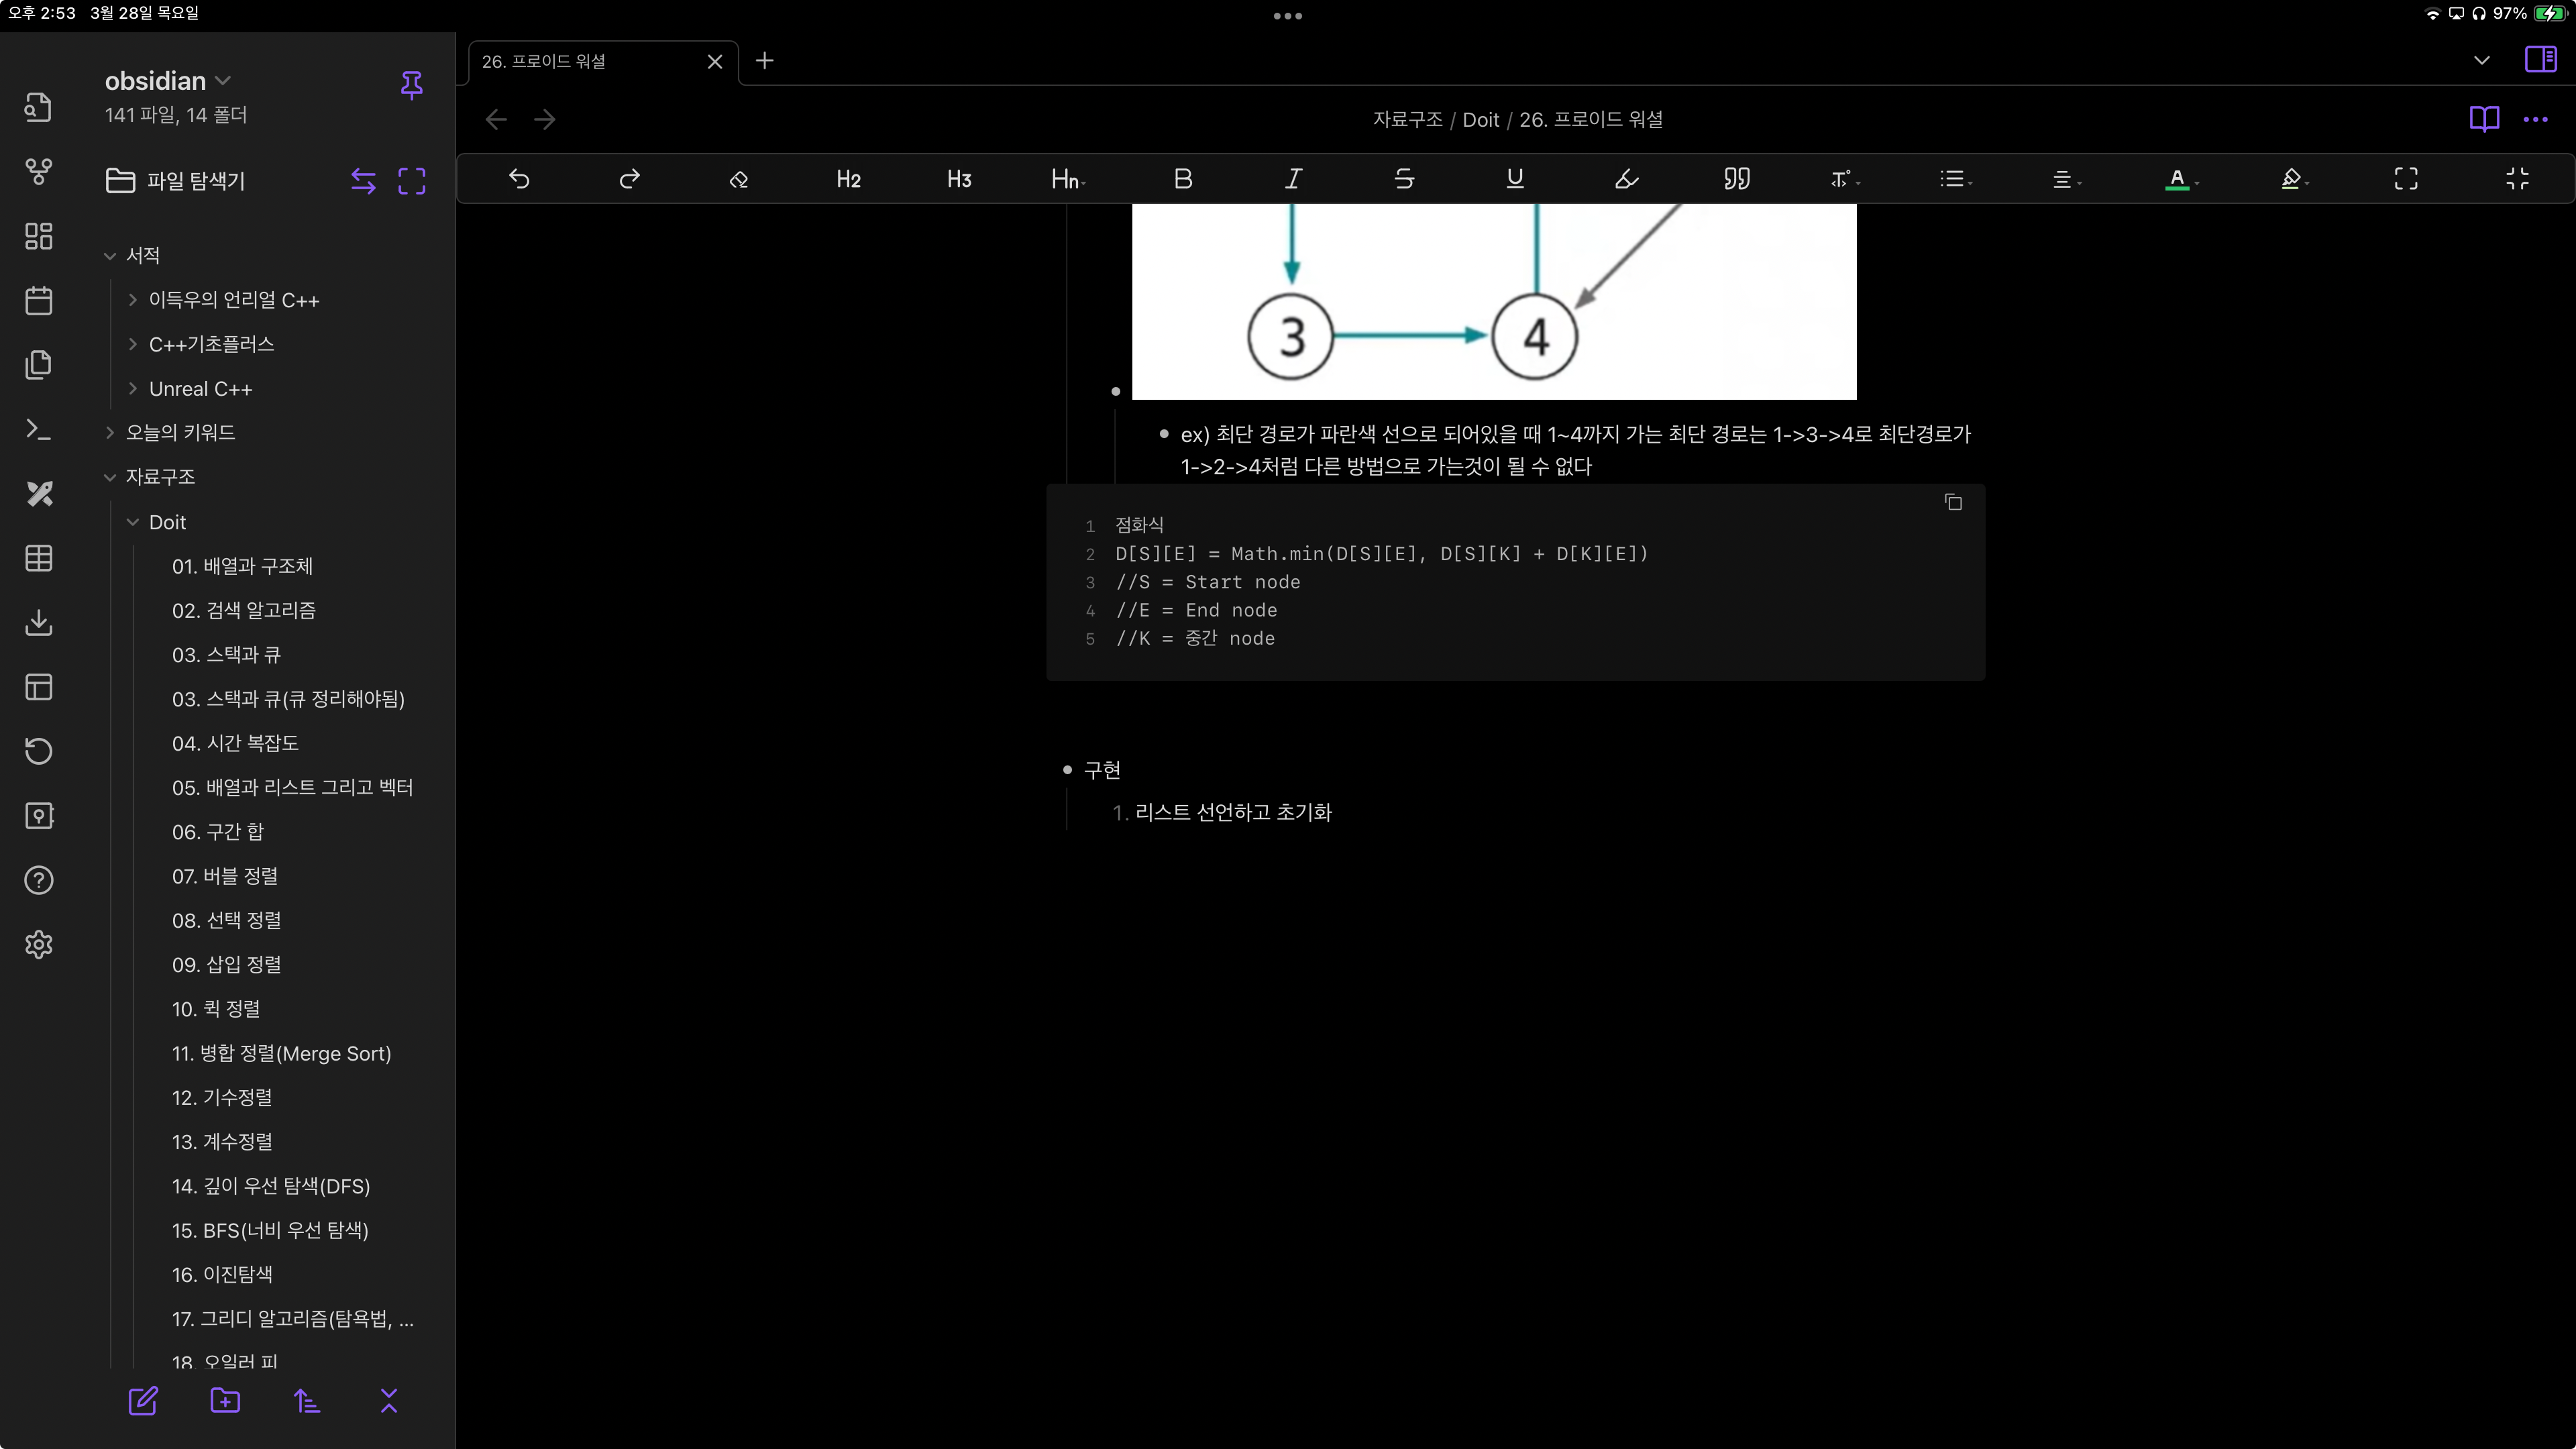 오후 2:53 3월 28일 목요일
97%
obsidian
141 파일, 14 폴더
파일 탐색기
서적
이득우의 언리얼 C++
C++기초플러스
Unreal C++
오늘의 키워드
자료구조
Doit
01. 배열과 구조체
02. 검색 알고리즘
03. 스택과 큐
03. 스택과 큐(큐 정리해야됨)
04. 시간 복잡도
05. 배열과 리스트 그리고 벡터
06. 구간 합
07. 버블 정렬
08. 선택 정렬
09. 삽입 정렬
10. 퀵 정렬
11. 병합 정렬(Merge Sort)
12. 기수정렬
13. 계수정렬
14. 깊이 우선 탐색(DFS)
15. BFS(너비 우선 탐색)
16. 이진탐색
17. 그리디 알고리즘(탐욕법, ...
18. 오일러 피
26. 프로이드 워셜
자료구조 / Doit / 26. 프로이드 워셜
H2 H3 Hn B I S U T A
3 4
ex) 최단 경로가 파란색 선으로 되어있을 때 1~4까지 가는 최단 경로는 1->3->4로 최단경로가
1->2->4처럼 다른 방법으로 가는것이 될 수 없다
1 점화식
2 D[S][E] = Math.min(D[S][E], D[S][K] + D[K][E])
3 //S = Start node
4 //E = End node
5 //K = 중간 node
구현
1. 리스트 선언하고 초기화